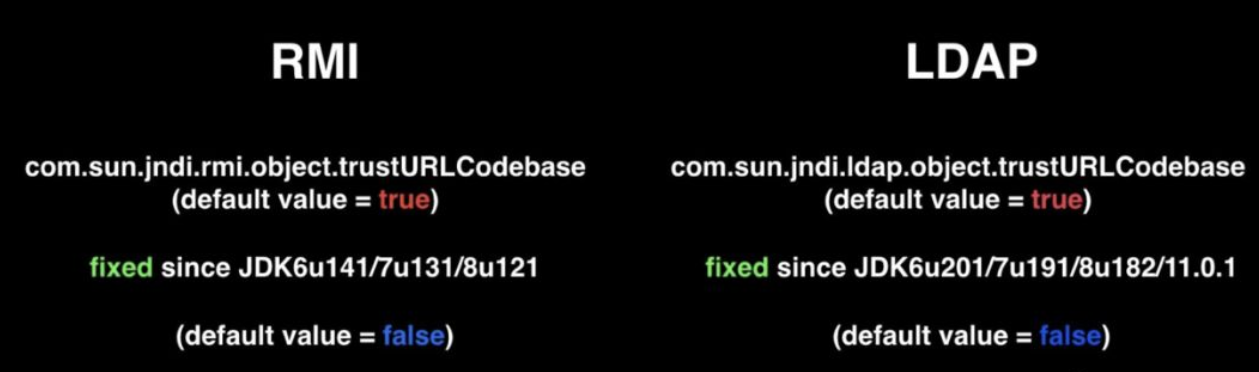 RMI
com.sun.jndi.rmi.object.trustURLCodebase
(default value = true)
fixed since JDK6u141/7u131/8u121
(default value = false)
LDAP
com.sun.jndi.ldap.object.trustURLCodebase
(default value = true)
fixed since JDK6u201/7u191/8u182/11.0.1
(default value = false)